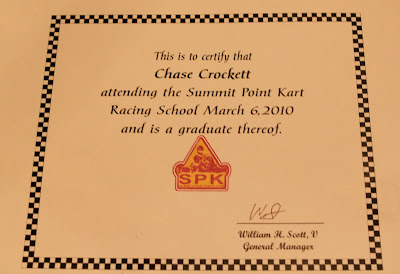 This is to certify that
Chase Crockett
attending the Summit Point Kart
Racing School March 6, 2010
and is a graduate thereof.
SPK
William H. Scott, V
General Manager